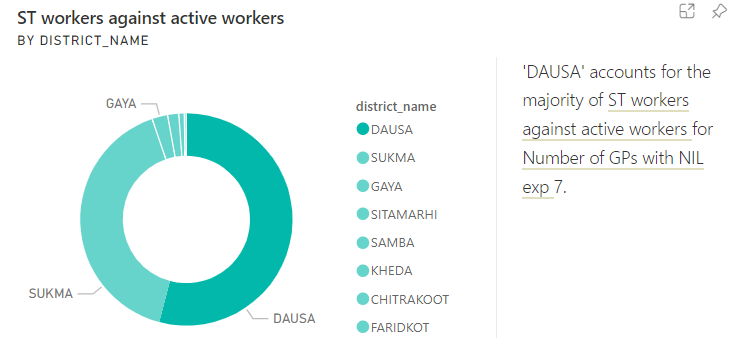 ST workers against active workers
BY DISTRICT_NAME
GAYA
SUKMA
DAUSA
district_name
DAUSA
SUKMA
GAYA
SITAMARHI
SAMBA
KHEDA
CHITRAKOOT
FARIDKOT
'DAUSA' accounts for the
majority of ST workers
against active workers for
Number of GPs with NIL
exp 7.